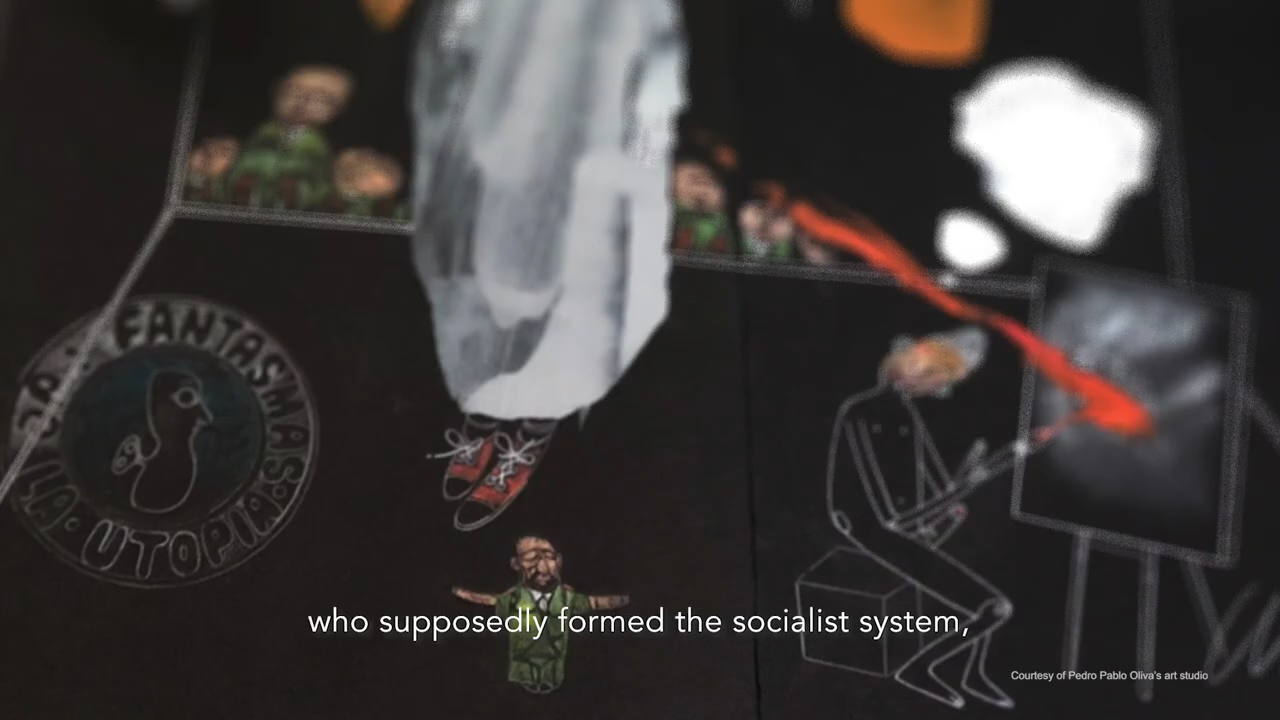 FANTASMAS
LA UTOPIA
who supposedly formed the socialist system,
Courtesy of Pedro Pablo Oliva's art studio